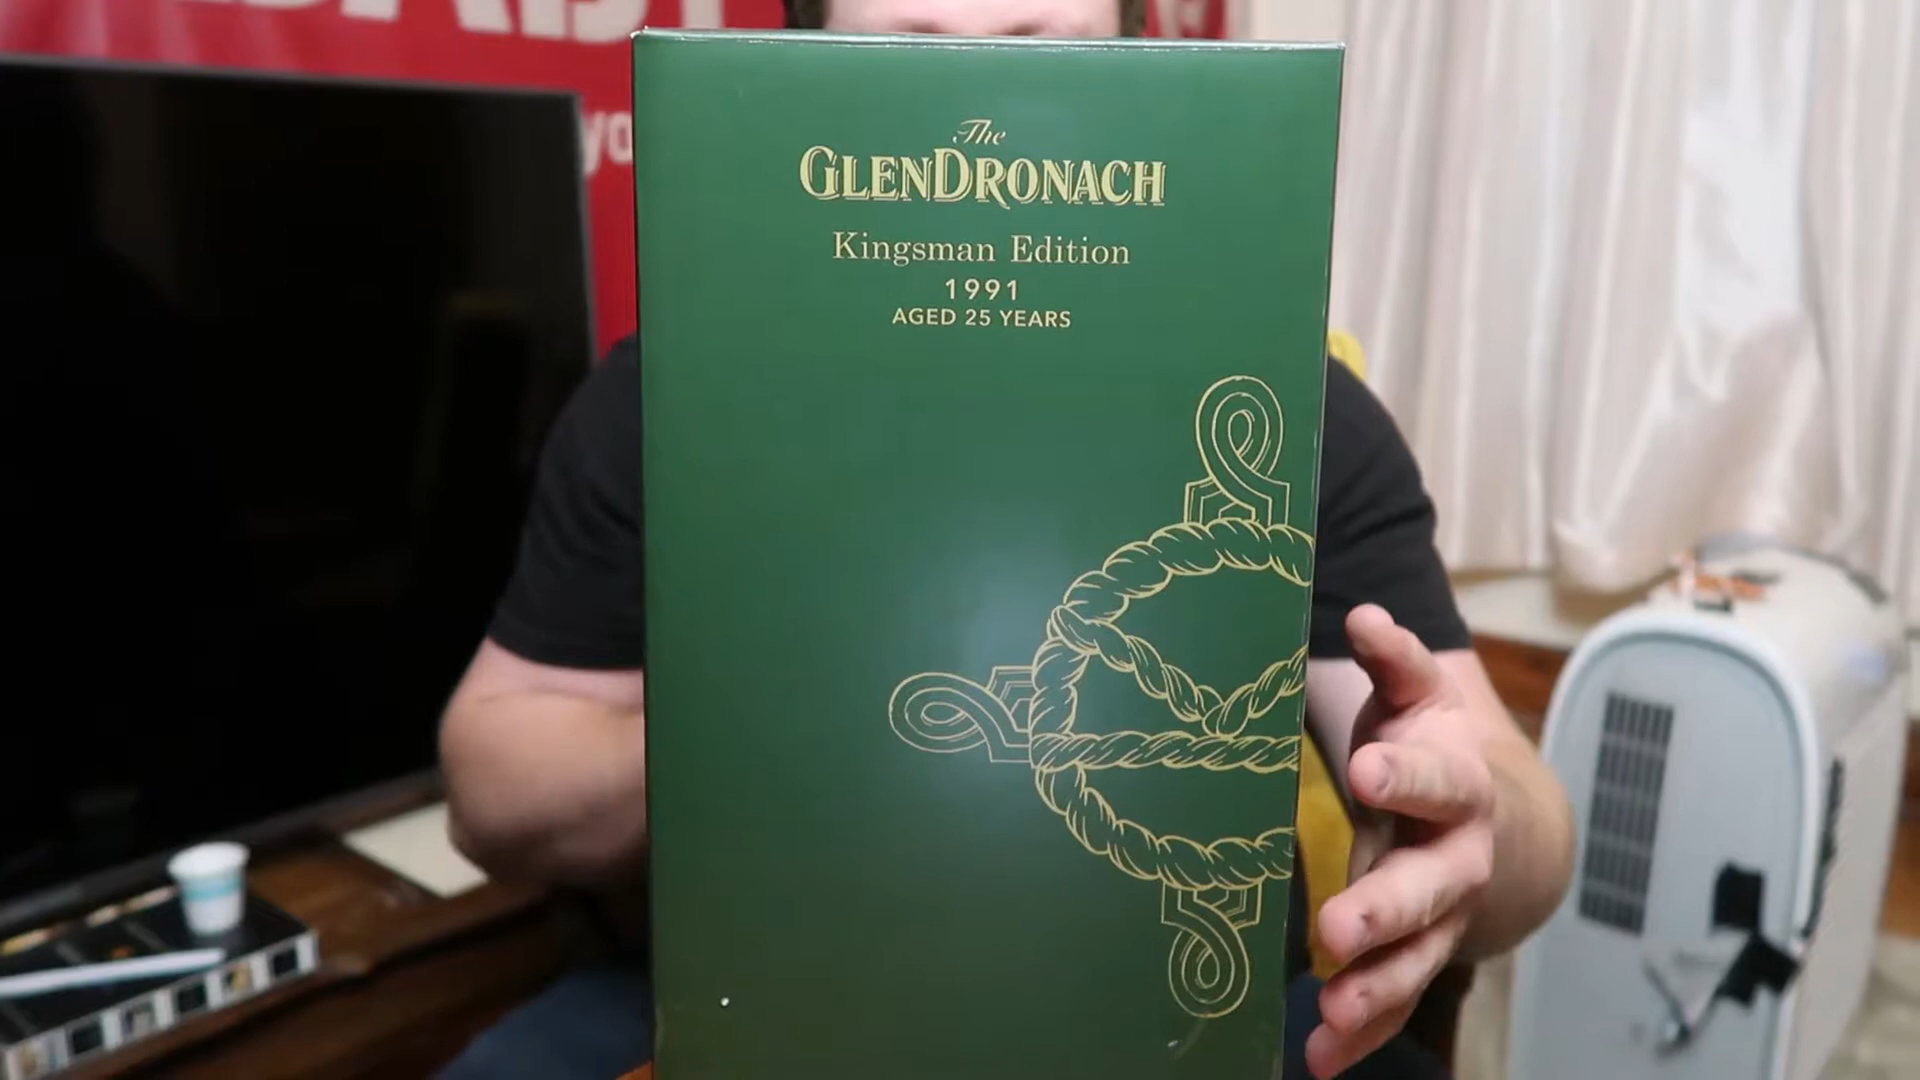 The
GLENDRONACH
Kingsman Edition
1991
AGED 25 YEARS